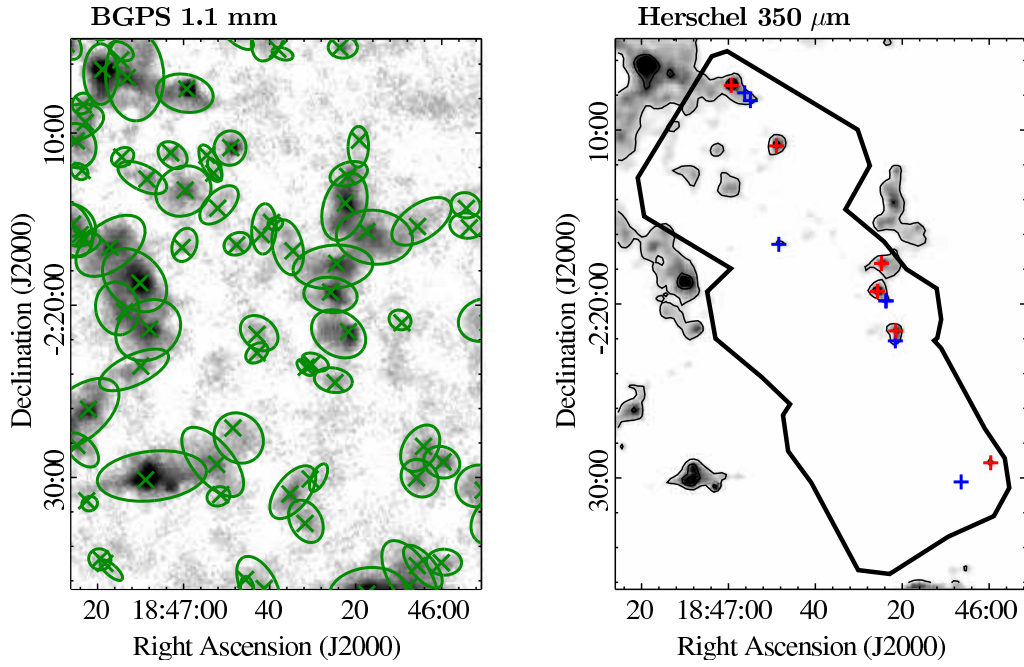 BGPS 1.1 mm
Herschel 350 μm
Declination (J2000)
10:00
-2:20:00
30:00
20
18:47:00
40
20
46:00
Right Ascension (J2000)
Declination (J2000)
10:00
-2:20:00
30:00
20
18:47:00
40
20
46:00
Right Ascension (J2000)